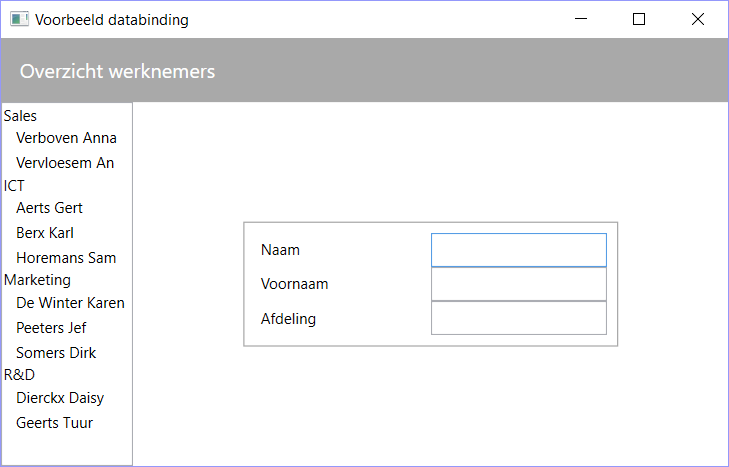 Voorbeeld databinding
Overzicht werknemers
Sales
Verboven Anna
Vervloesem An
ICT
Aerts Gert
Berx Karl
Horemans Sam
Marketing
De Winter Karen
Peeters Jef
Somers Dirk
R&D
Dierckx Daisy
Geerts Tuur
Naam
Voornaam
Afdeling